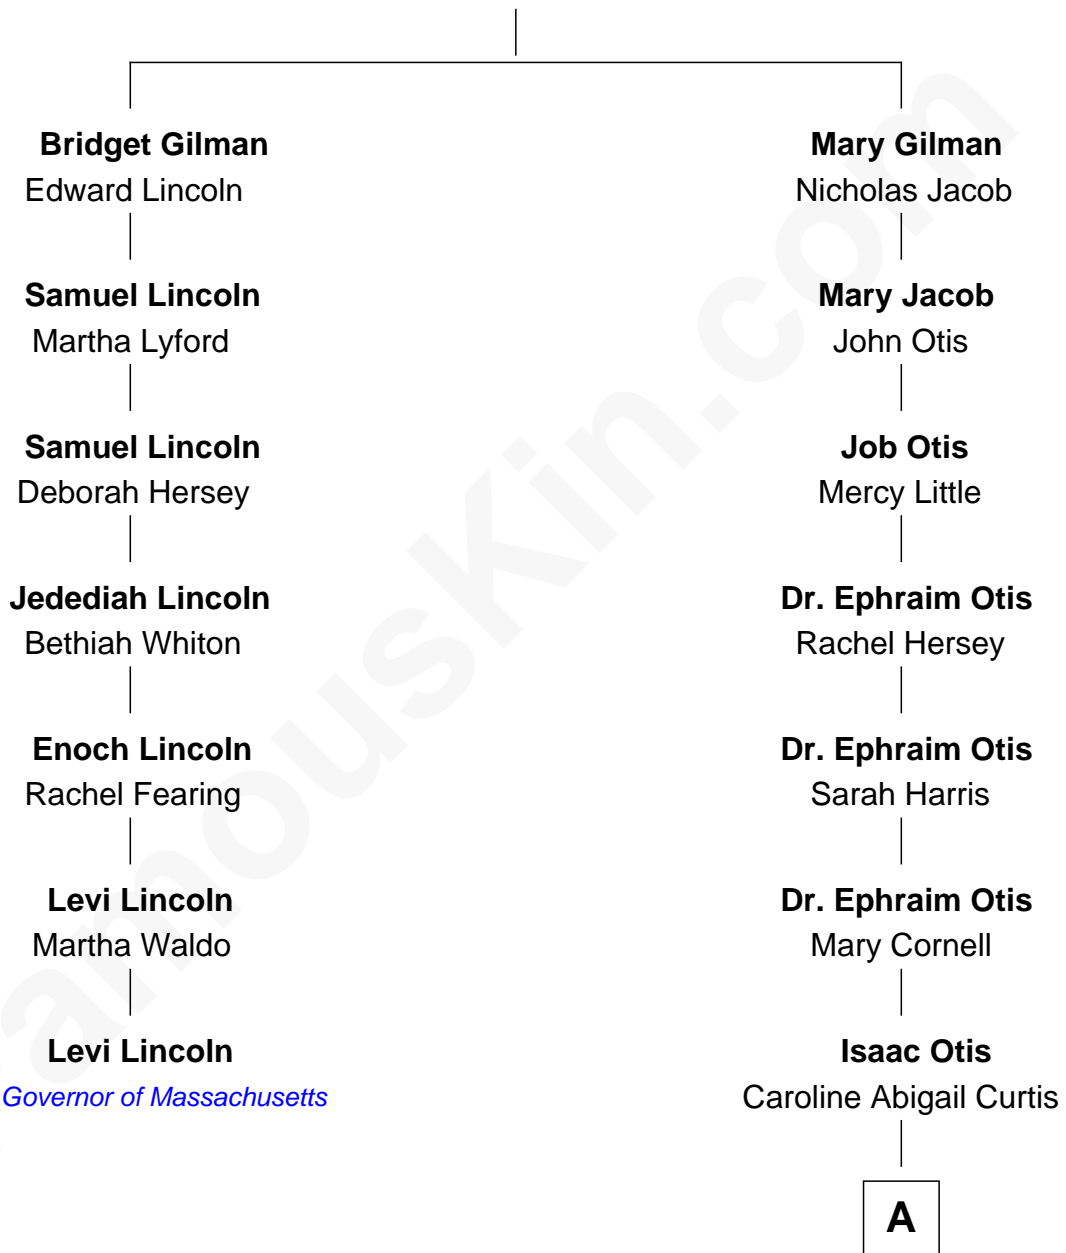 Bridget Gilman
Edward Lincoln
Mary Gilman
Nicholas Jacob
Samuel Lincoln
Martha Lyford
Mary Jacob
John Otis
Samuel Lincoln
Deborah Hersey
Job Otis
Mercy Little
Jedediah Lincoln
Bethiah Whiton
Dr. Ephraim Otis
Rachel Hersey
Enoch Lincoln
Rachel Fearing
Dr. Ephraim Otis
Sarah Harris
Levi Lincoln
Martha Waldo
Dr. Ephraim Otis
Mary Cornell
Levi Lincoln
Governor of Massachusetts
Isaac Otis
Caroline Abigail Curtis
A
amousKin.com